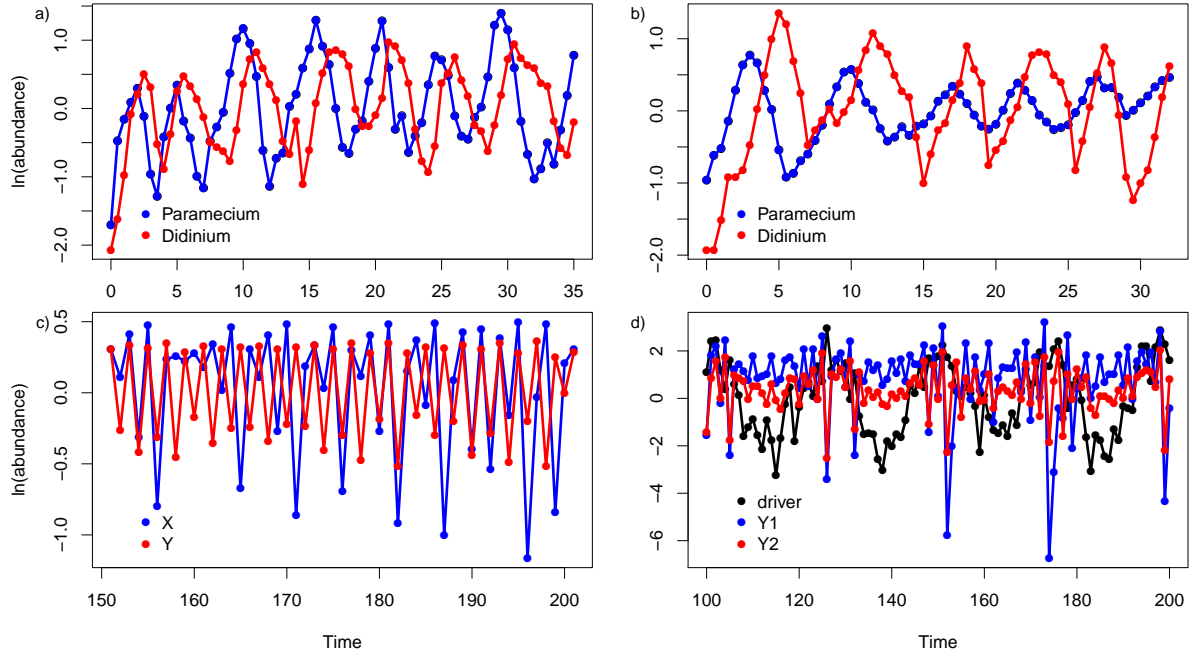 a)
ln(abundance)
1.0
0.0
−1.0
−2.0
Paramecium
Didinium
0 5 10 15 20 25 30 35
b)
1.0
0.0
−1.0
−2.0
Paramecium
Didinium
0 5 10 15 20 25 30
c)
ln(abundance)
0.5
0.0
−0.5
−1.0
X
Y
150 160 170 180 190 200
Time
d)
2
0
−2
−4
−6
driver
Y1
Y2
100 120 140 160 180 200
Time